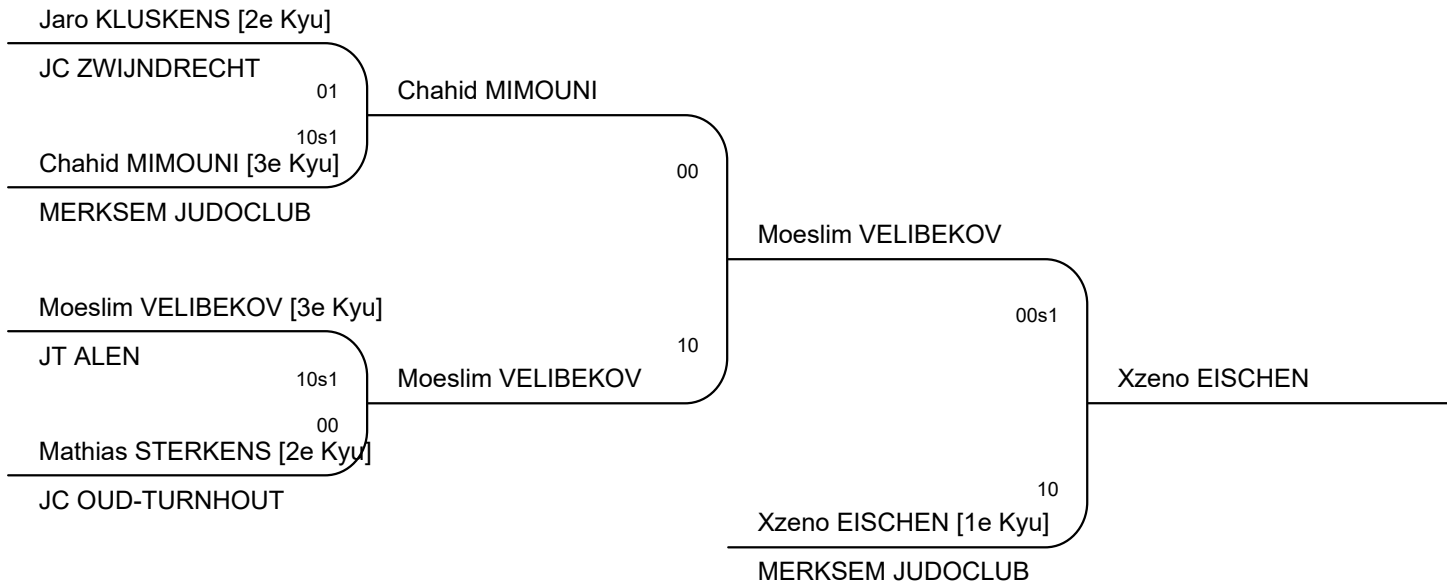 Jaro KLUSKENS [2e Kyu]
JC ZWIJNDRECHT
01
10s1
Chahid MIMOUNI [3e Kyu]
MERKSEM JUDOCLUB
Moeslim VELIBEKOV [3e Kyu]
JT ALEN
10s1
00
Mathias STERKENS [2e Kyu]
JC OUD-TURNHOUT
Chahid MIMOUNI
00
10
Moeslim VELIBEKOV
Moeslim VELIBEKOV
00s1
10
Xzeno EISCHEN [1e Kyu]
MERKSEM JUDOCLUB
Xzeno EISCHEN